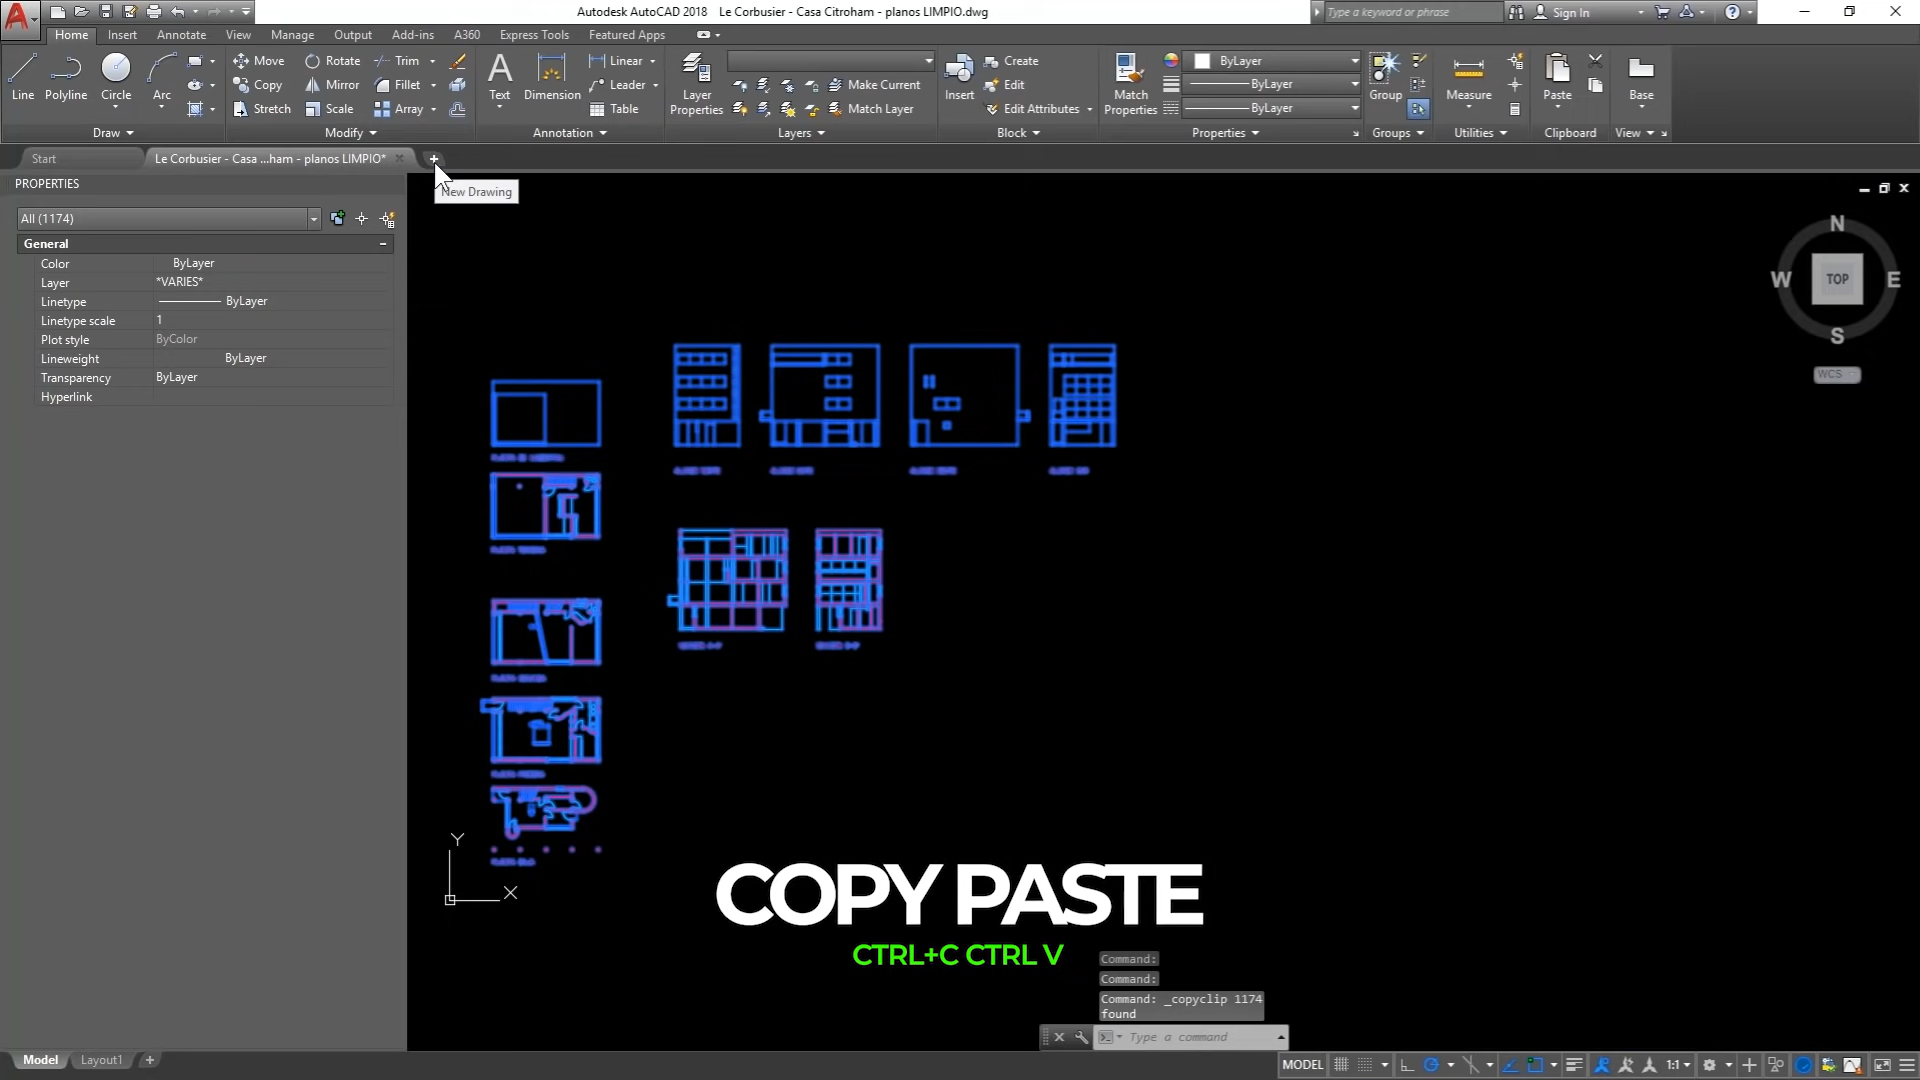 Autodesk AutoCAD 2018 Le Corbusier - Casa Citroham - planos LIMPIO.dwg
Type a keyword or phrase
Sign In
Home Insert Annotate View Manage Output Add-ins A360 Express Tools Featured Apps
Line Polyline Circle Arc
Move Rotate Trim
Copy Mirror Fillet
Stretch Scale Array
Text Dimension
Linear
Leader
Table
Layer Properties
Make Current
Match Layer
Insert
Create
Edit
Edit Attributes
Match Properties
ByLayer
ByLayer
ByLayer
Group Measure Paste Base
Draw Modify Annotation Layers Block Properties Groups Utilities Clipboard View
Start Le Corbusier - Casa ...ham - planos LIMPIO*
New Drawing
PROPERTIES
All (1174)
General
Color ByLayer
Layer *VARIES*
Linetype ByLayer
Linetype scale 1
Plot style ByColor
Lineweight ByLayer
Transparency ByLayer
Hyperlink
N
W TOP E
S
WCS
Y
X
COPY PASTE
CTRL+C CTRL V
Command:
Command:
Command: _copyclip 1174
found
Type a command
Model Layout1
MODEL 1:1